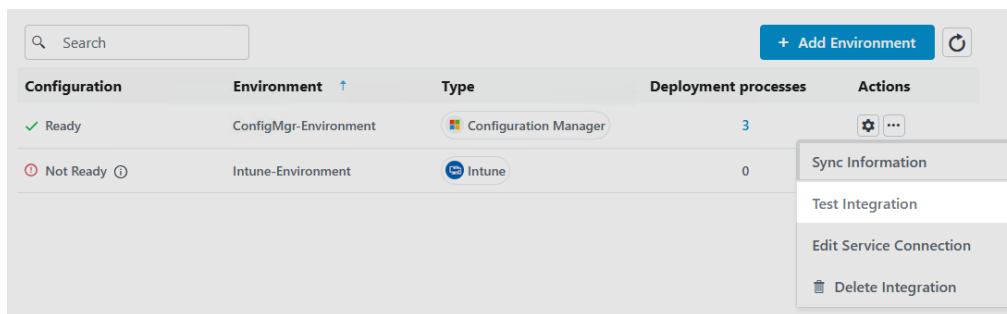 Search
+ Add Environment
Configuration Environment ↑ Type Deployment processes Actions
Ready ConfigMgr-Environment Configuration Manager 3 ···
Not Ready Intune-Environment Intune 0
Sync Information
Test Integration
Edit Service Connection
Delete Integration